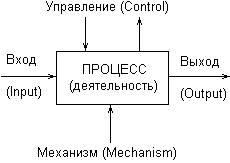 Управление (Control)
Вход
(Input)
ПРОЦЕСС
(деятельность)
Выход
(Output)
Механизм (Mechanism)